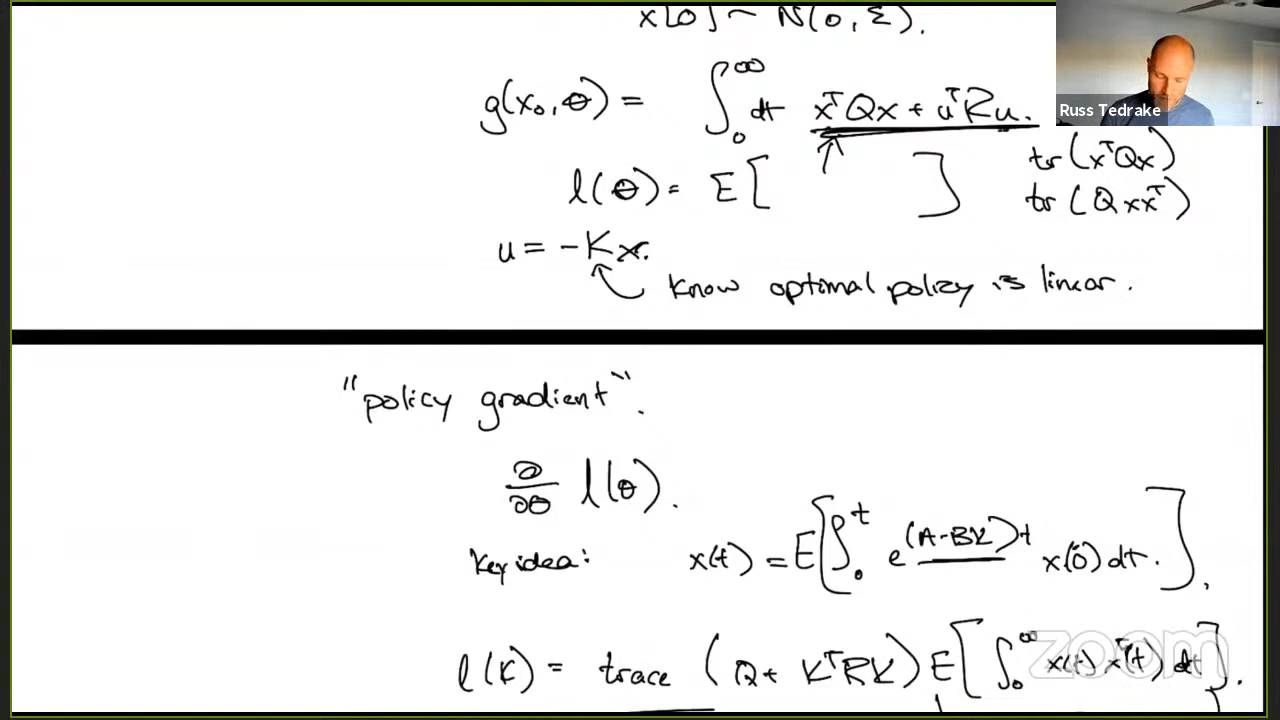 x[0] ~ N(0, Σ).
g(x₀, θ) = ∫₀^∞ dt xᵀQx + uᵀRu.
Russ Tedrake
tr(xᵀQx)
l(θ) = E[ ]
tr(Qxxᵀ)
u = -Kx.
Know optimal policy is linear.
"policy gradient".
∂/∂θ l(θ).
Key idea: x(t) = E[∫₀ᵗ e^(A-BK)t x(0) dt.].
l(K) = trace (Q + KᵀRK) E[∫₀^∞ x(t) xᵀ(t) dt].
zoom